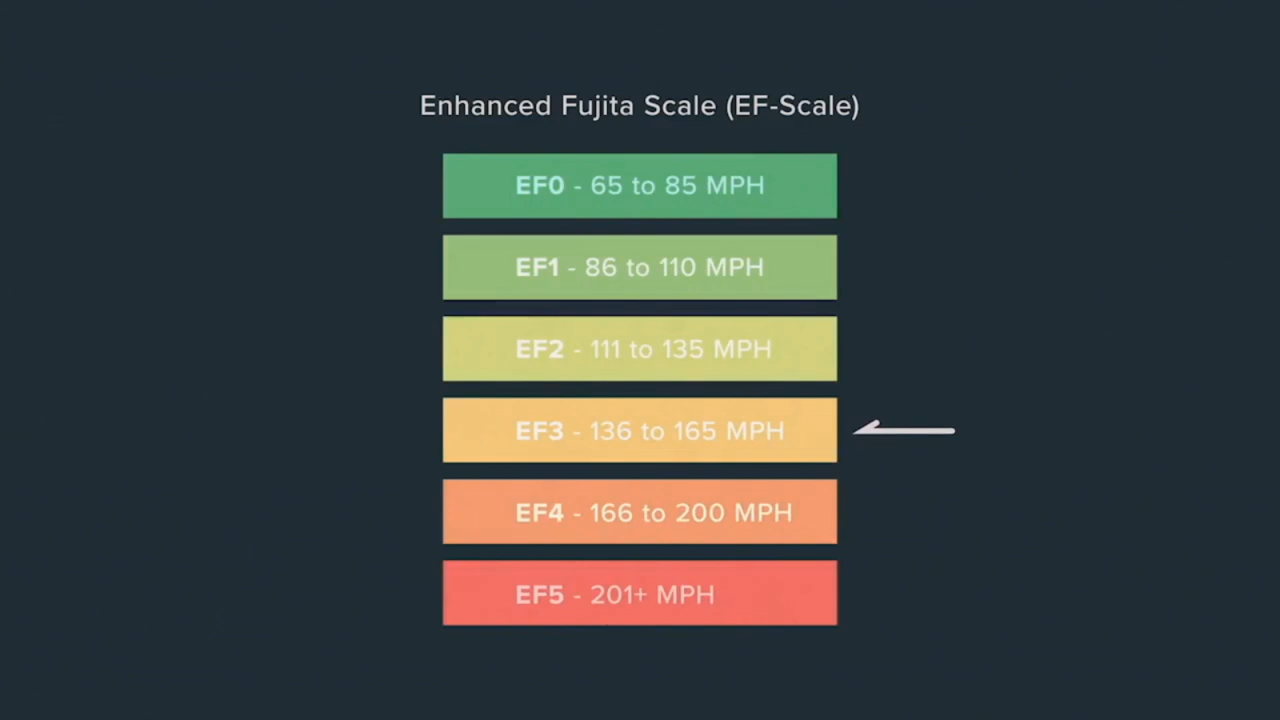 Enhanced Fujita Scale (EF-Scale)
EF0 - 65 to 85 MPH
EF1 - 86 to 110 MPH
EF2 - 111 to 135 MPH
EF3 - 136 to 165 MPH
EF4 - 166 to 200 MPH
EF5 - 201+ MPH